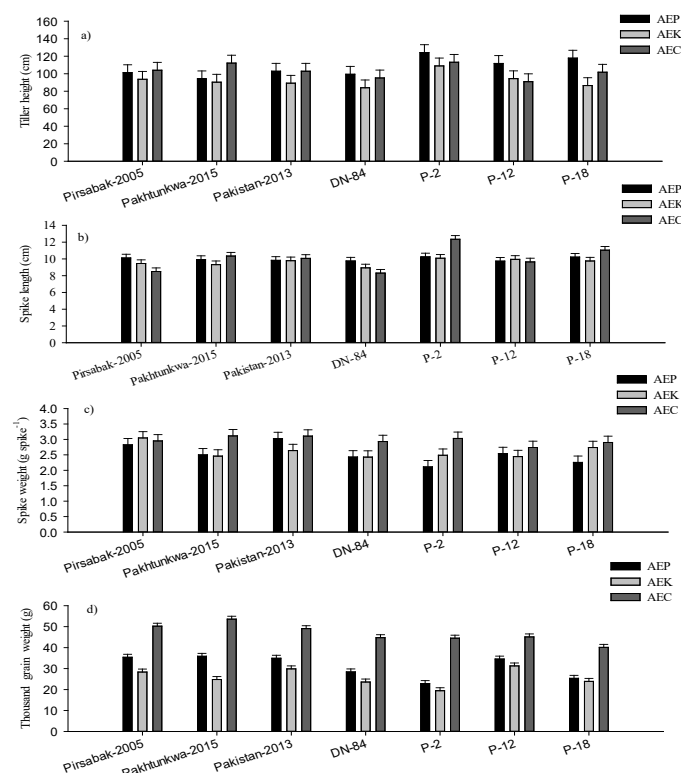 160
AEP
a)
140
AEK
120
AEC
100
80
60
40
20
0
Tiller height (cm)
Pirsabak-2005
Pakhtunkwa-2015
Pakistan-2013
DN-84
P-2
P-12
P-18
AEP
AEK
AEC
14
b)
12
10
8
6
4
2
0
Spike length (cm)
Pirsabak-2005
Pakhtunkwa-2015
Pakistan-2013
DN-84
P-2
P-12
P-18
AEP
AEK
AEC
4.0
c)
3.5
3.0
2.5
2.0
1.5
1.0
0.5
0.0
Spike weight (g spike⁻¹)
Pirsabak-2005
Pakhtunkwa-2015
Pakistan-2013
DN-84
P-2
P-12
P-18
AEP
AEK
AEC
60
d)
50
40
30
20
10
0
Thousand grain weight (g)
Pirsabak-2005
Pakhtunkwa-2015
Pakistan-2013
DN-84
P-2
P-12
P-18